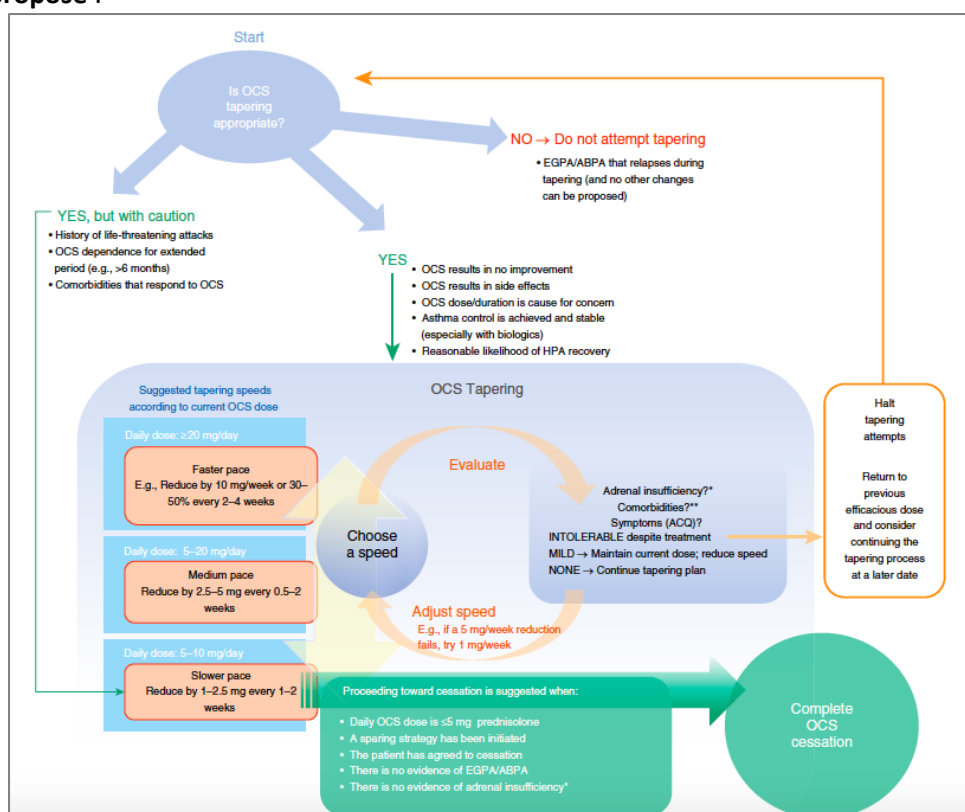 propose :
Start
Is OCS
tapering
appropriate?
NO → Do not attempt tapering
• EGPA/ABPA that relapses during
tapering (and no other changes
can be proposed)
YES, but with caution
• History of life-threatening attacks
• OCS dependence for extended
period (e.g., >6 months)
• Comorbidities that respond to OCS
YES
• OCS results in no improvement
• OCS results in side effects
• OCS dose/duration is cause for concern
• Asthma control is achieved and stable
(especially with biologics)
• Reasonable likelihood of HPA recovery
OCS Tapering
Suggested tapering speeds
according to current OCS dose
Daily dose: ≥20 mg/day
Faster pace
E.g., Reduce by 10 mg/week or 30–
50% every 2–4 weeks
Daily dose: 5–20 mg/day
Medium pace
Reduce by 2.5–5 mg every 0.5–2
weeks
Daily dose: 5–10 mg/day
Slower pace
Reduce by 1–2.5 mg every 1–2
weeks
Choose
a speed
Evaluate
Adrenal insufficiency?*
Comorbidities?**
Symptoms (ACQ)?
INTOLERABLE despite treatment
MILD → Maintain current dose; reduce speed
NONE → Continue tapering plan
Adjust speed
E.g., if a 5 mg/week reduction
fails, try 1 mg/week
Halt
tapering
attempts
Return to
previous
efficacious dose
and consider
continuing the
tapering process
at a later date
Proceeding toward cessation is suggested when:
• Daily OCS dose is ≤5 mg prednisolone
• A sparing strategy has been initiated
• The patient has agreed to cessation
• There is no evidence of EGPA/ABPA
• There is no evidence of adrenal insufficiency*
Complete
OCS
cessation